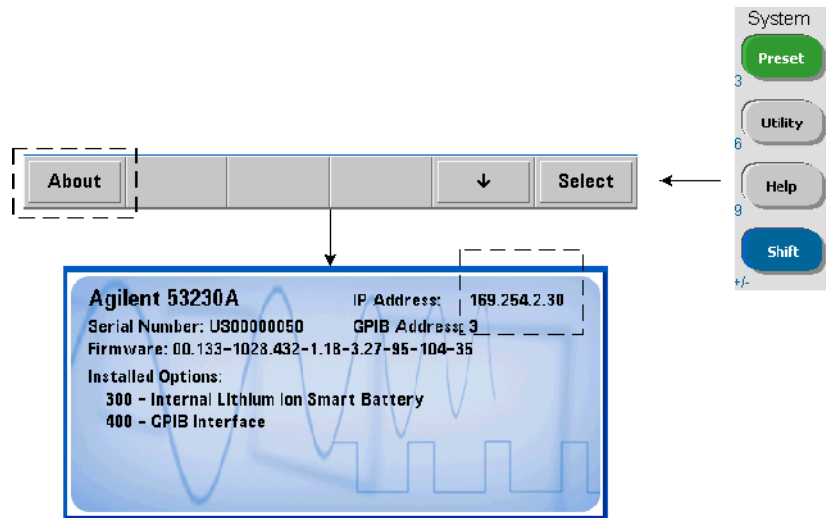 System
Preset
3
Utility
6
Help
9
Shift
+/-
About
↓
Select
Agilent 53230A
IP Address: 169.254.2.30
Serial Number: US00000050
GPIB Address: 3
Firmware: 00.133-1028.432-1.18-3.27-95-104-35
Installed Options:
300 - Internal Lithium Ion Smart Battery
400 - GPIB Interface